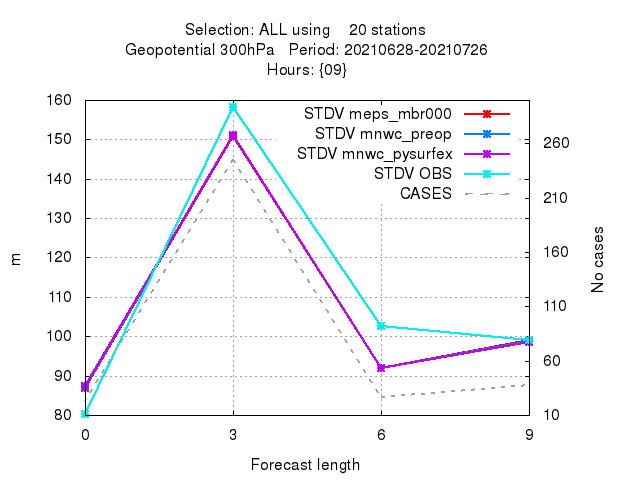 Selection: ALL using 20 stations
Geopotential 300hPa Period: 20210628-20210726
Hours: {09}
STDV meps_mbr000
STDV mnwc_preop
STDV mnwc_pysurfex
STDV OBS
CASES
160
150
140
130
120
110
100
90
80
m
260
210
160
110
60
10
No cases
0 3 6 9
Forecast length